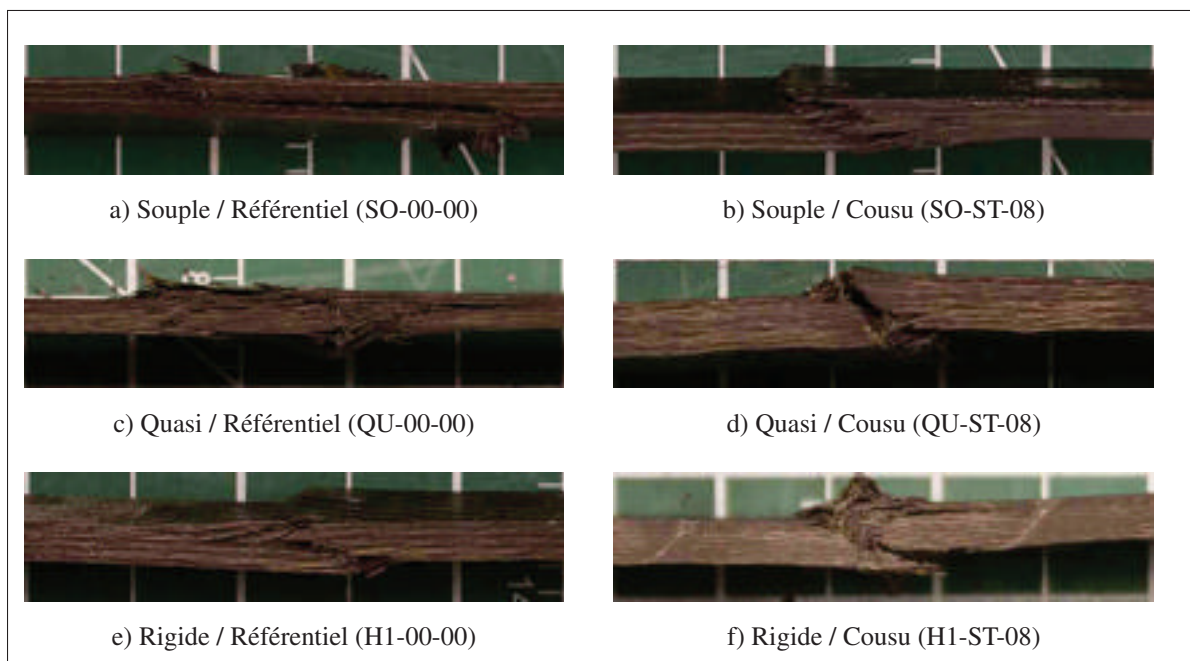 a) Souple / Référentiel (SO-00-00)
b) Souple / Cousu (SO-ST-08)
c) Quasi / Référentiel (QU-00-00)
d) Quasi / Cousu (QU-ST-08)
e) Rigide / Référentiel (H1-00-00)
f) Rigide / Cousu (H1-ST-08)